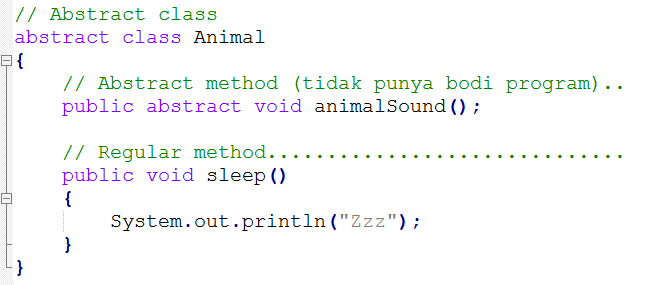 // Abstract class
abstract class Animal
{
    // Abstract method (tidak punya bodi program)..
    public abstract void animalSound();

    // Regular method..............................
    public void sleep()
    {
        System.out.println("Zzz");
    }
}